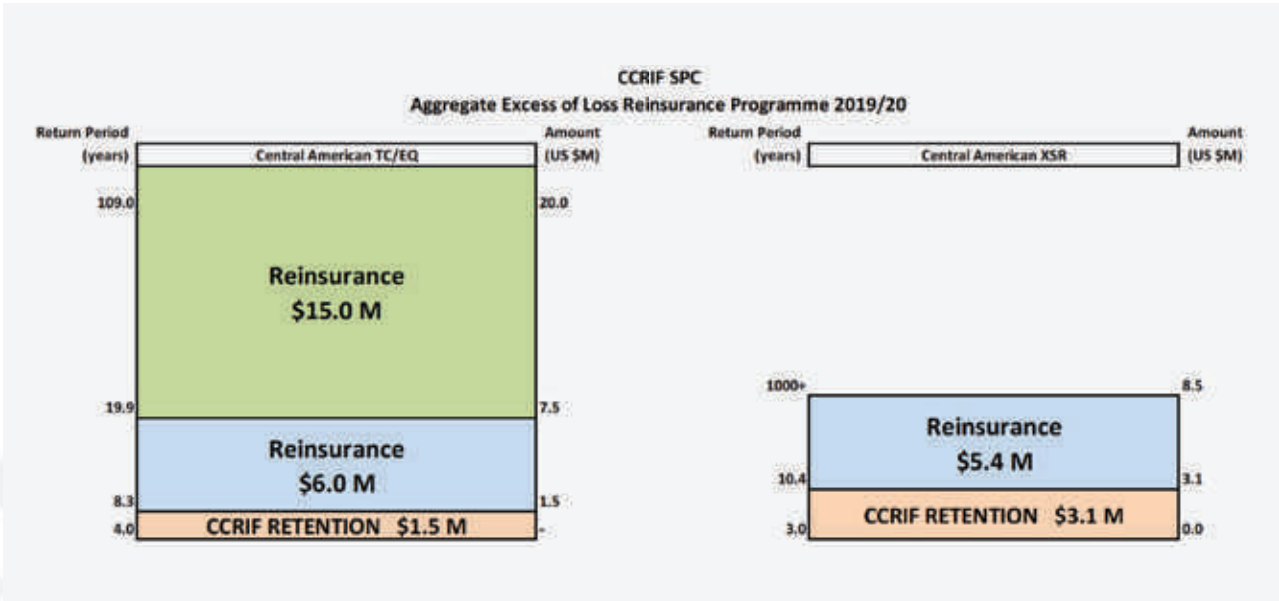 CCRIF SPC
Aggregate Excess of Loss Reinsurance Programme 2019/20
Return Period
(years)
Central American TC/EQ
Amount
(US $M)
109.0
20.0
Reinsurance
$15.0 M
19.9
7.5
Reinsurance
$6.0 M
8.3
1.5
4.0
CCRIF RETENTION $1.5 M
-
Return Period
(years)
Central American XSR
Amount
(US $M)
1000+
8.5
Reinsurance
$5.4 M
10.4
3.1
CCRIF RETENTION $3.1 M
3.0
0.0